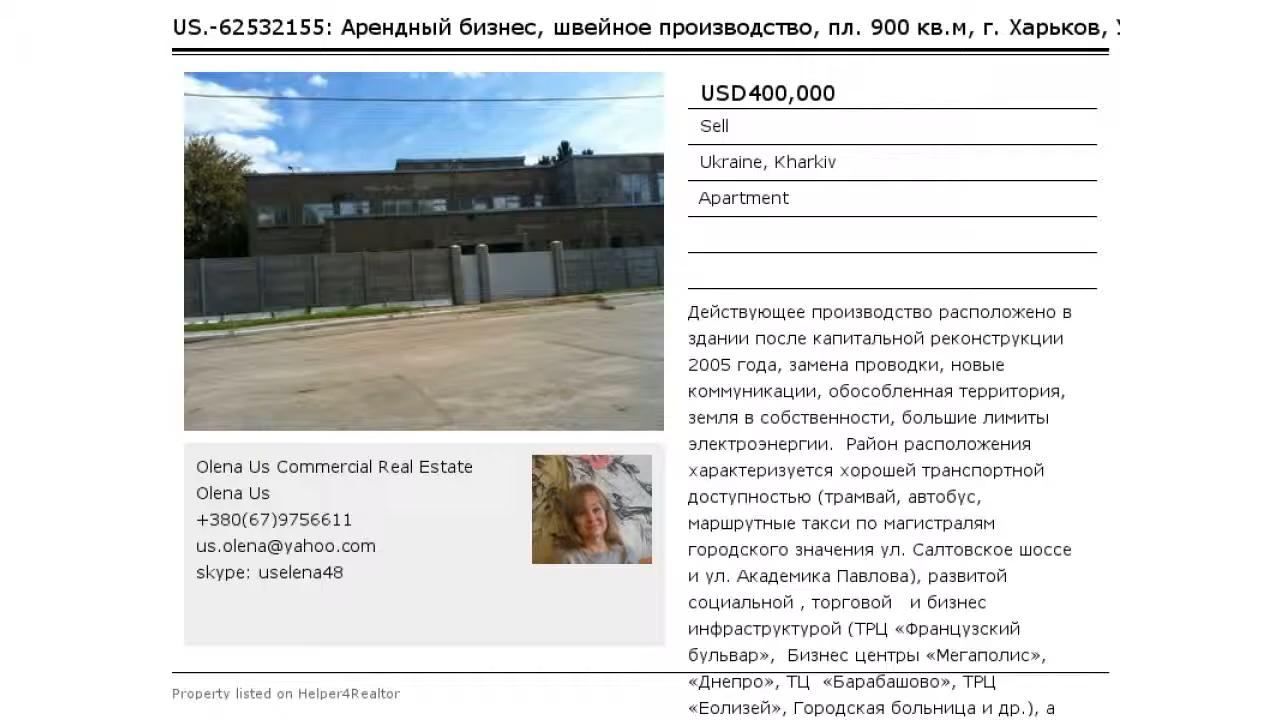 US.-62532155: Арендный бизнес, швейное производство, пл. 900 кв.м, г. Харьков,
USD400,000
Sell
Ukraine, Kharkiv
Apartment
Действующее производство расположено в
здании после капитальной реконструкции
2005 года, замена проводки, новые
коммуникации, обособленная территория,
земля в собственности, большие лимиты
электроэнергии.  Район расположения
характеризуется хорошей транспортной
доступностью (трамвай, автобус,
маршрутные такси по магистралям
городского значения ул. Салтовское шоссе
и ул. Академика Павлова), развитой
социальной , торговой   и бизнес
инфраструктурой (ТРЦ «Французский
бульвар»,  Бизнес центры «Мегаполис»,
«Днепро», ТЦ  «Барабашово», ТРЦ
«Еолизей», Городская больница и др.), а
Olena Us Commercial Real Estate
Olena Us
+380(67)9756611
us.olena@yahoo.com
skype: uselena48
Property listed on Helper4Realtor